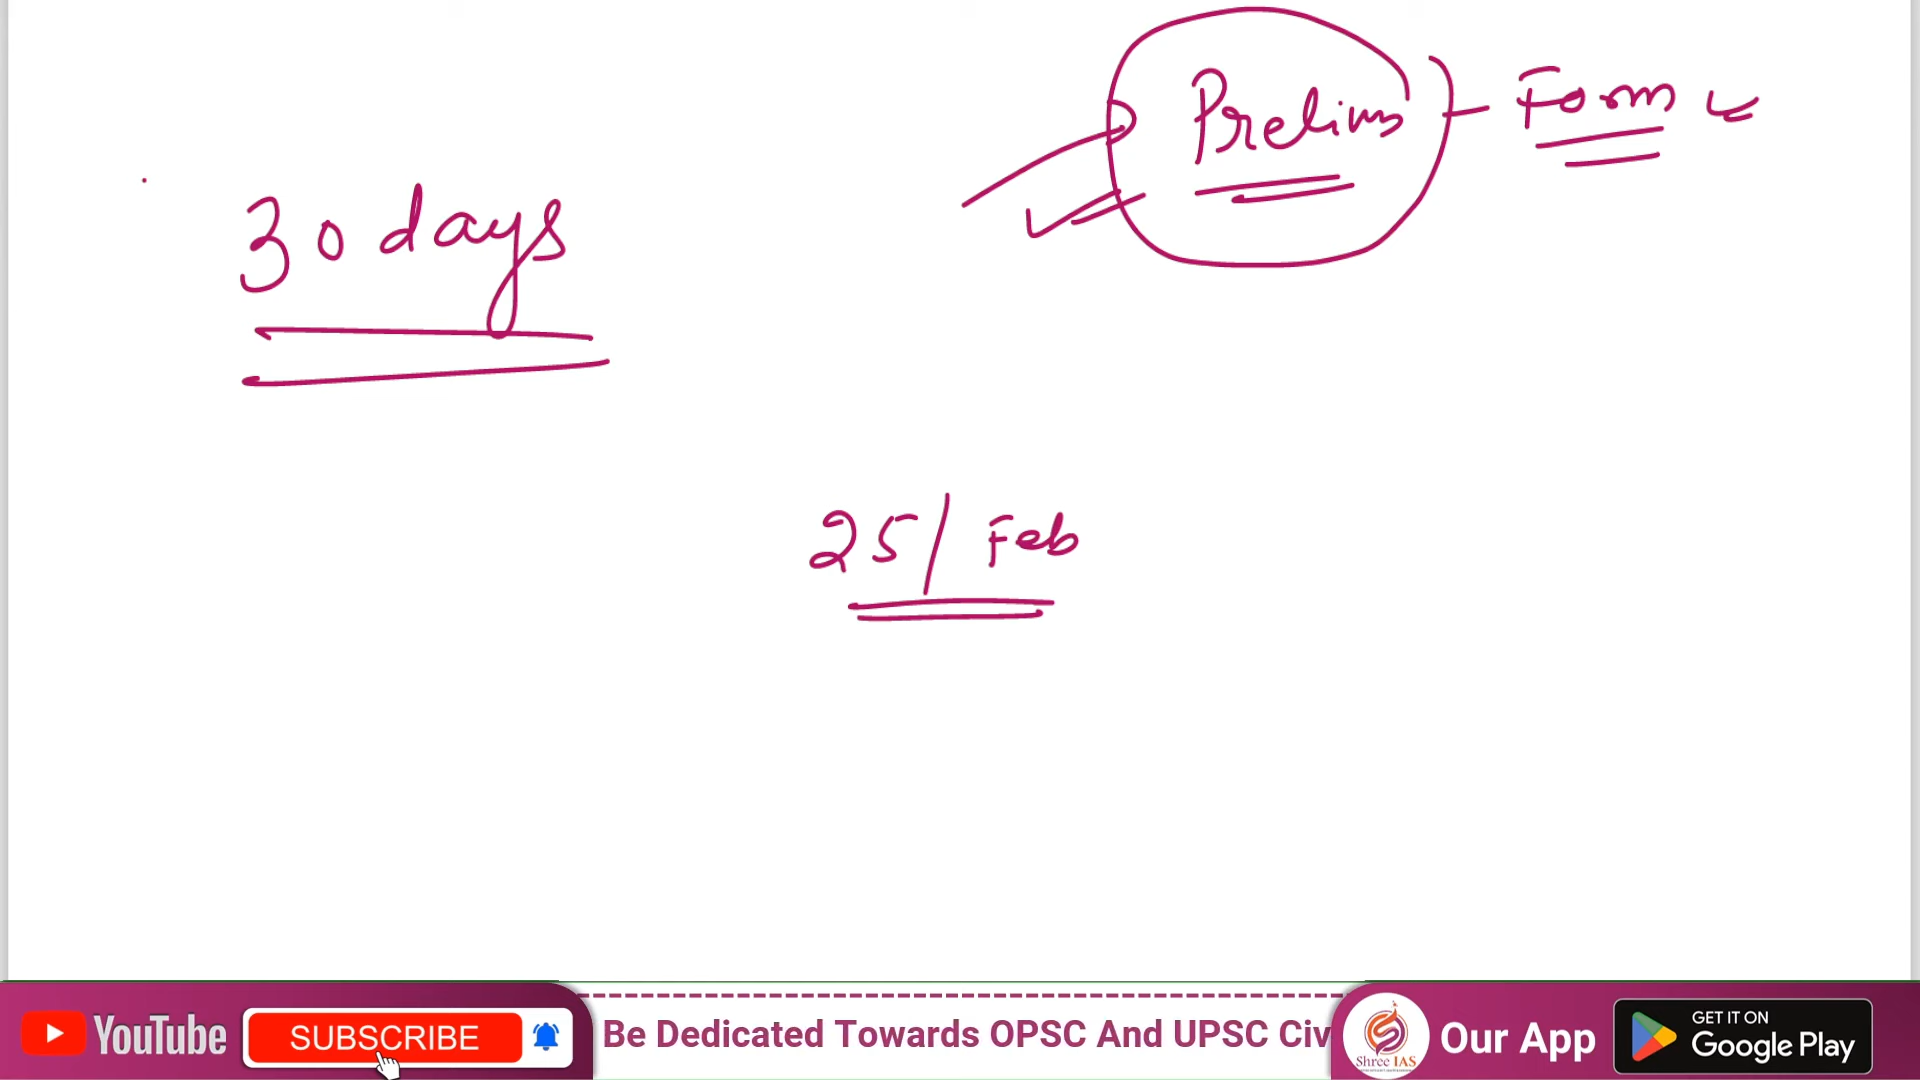 Prelims - Form
30 days
25/Feb
YouTube SUBSCRIBE Be Dedicated Towards OPSC And UPSC Civ Shree IAS Our App GET IT ON Google Play